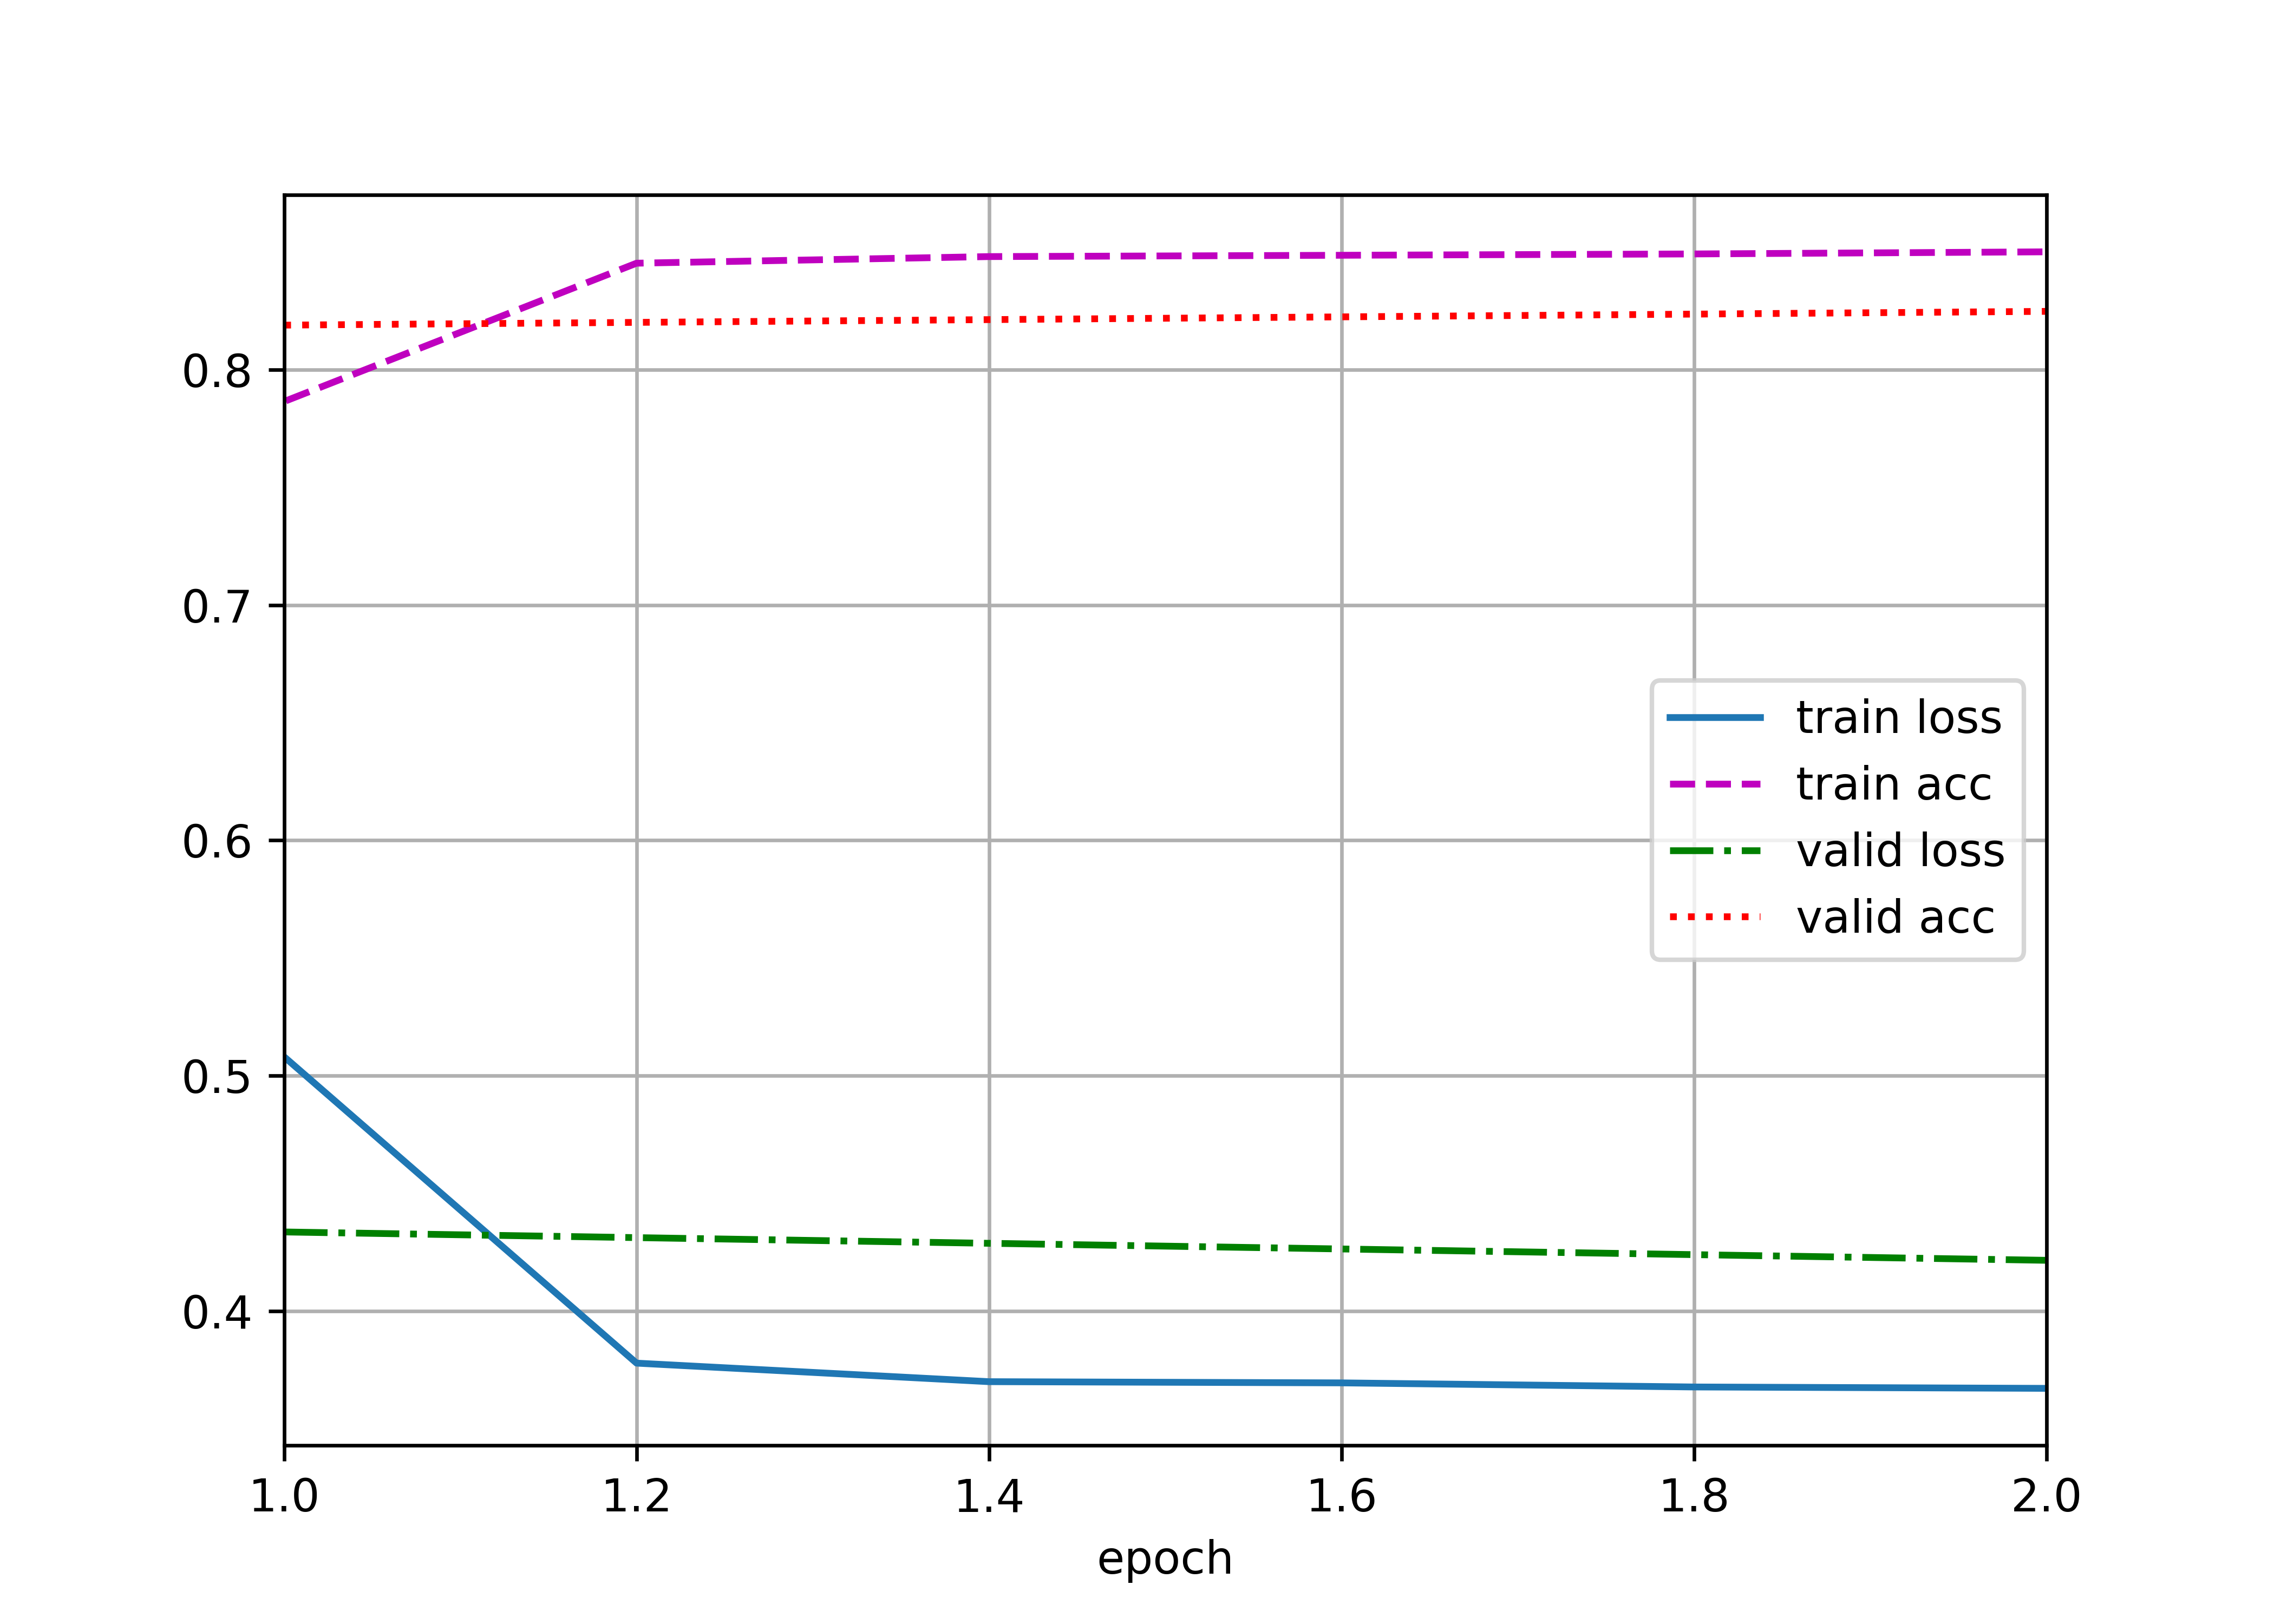 0.8
0.7
0.6
0.5
0.4
train loss
train acc
valid loss
valid acc
1.0 1.2 1.4 1.6 1.8 2.0
epoch